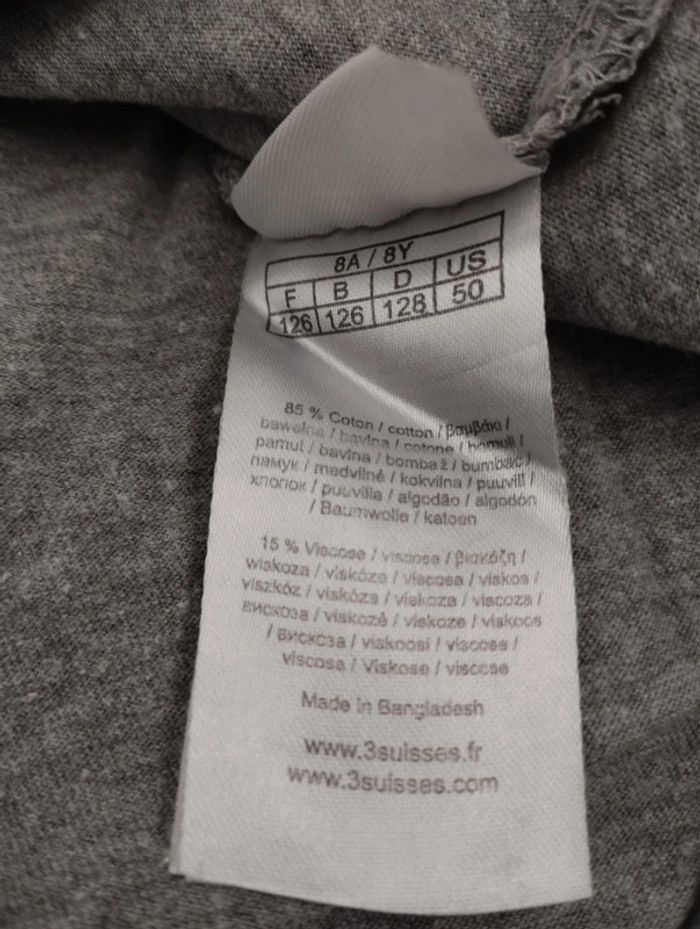 8A / 8Y
F B D US
126 126 128 50
85 % Coton / cotton / βαμβάκι /
bawełna / bavlna / cotone / bomull /
pamut / bavlna / bombaž / bumbac /
памук / medvilnė / kokvilna / puuvill /
хлопок / puuvilla / algodão / algodón
/ Baumwolle / katoen
15 % Viscose / viscosa / βισκόζη /
wiskoza / viskóza / viscosa / viskos /
viszkóz / viskóza / viskoza / viscoza /
вискоза / viskozė / viskoze / viskoos
/ вискоза / viskoosi / viscose /
viscosa / Viskose / viscose
Made in Bangladesh
www.3suisses.fr
www.3suisses.com